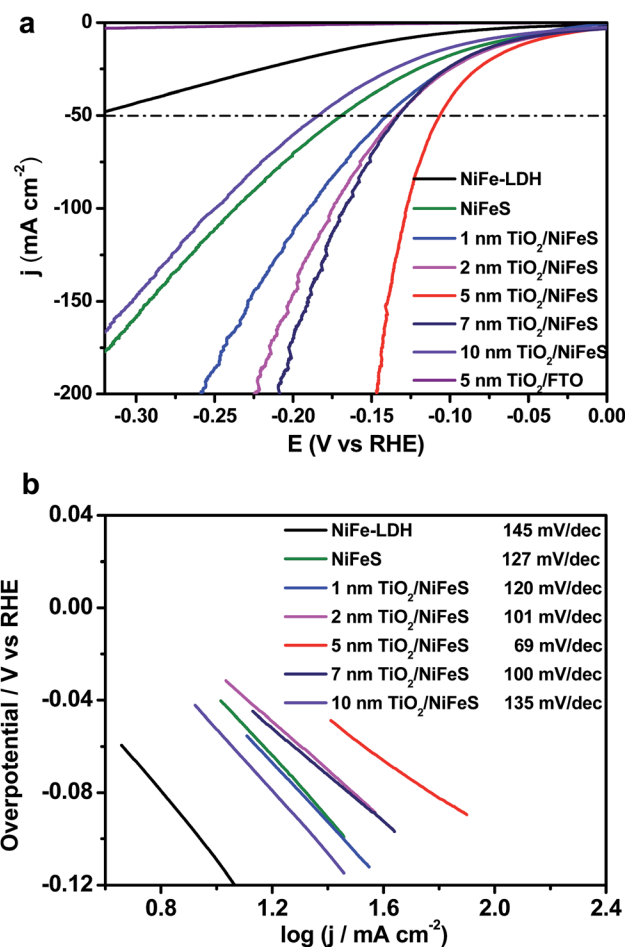 a
0
-50
-100
-150
-200
j (mA cm⁻²)
NiFe-LDH
NiFeS
1 nm TiO₂/NiFeS
2 nm TiO₂/NiFeS
5 nm TiO₂/NiFeS
7 nm TiO₂/NiFeS
10 nm TiO₂/NiFeS
5 nm TiO₂/FTO
-0.30 -0.25 -0.20 -0.15 -0.10 -0.05 0.00
E (V vs RHE)
b
0.04
0.00
-0.04
-0.08
-0.12
Overpotential / V vs RHE
NiFe-LDH 145 mV/dec
NiFeS 127 mV/dec
1 nm TiO₂/NiFeS 120 mV/dec
2 nm TiO₂/NiFeS 101 mV/dec
5 nm TiO₂/NiFeS 69 mV/dec
7 nm TiO₂/NiFeS 100 mV/dec
10 nm TiO₂/NiFeS 135 mV/dec
0.8 1.2 1.6 2.0 2.4
log (j / mA cm⁻²)